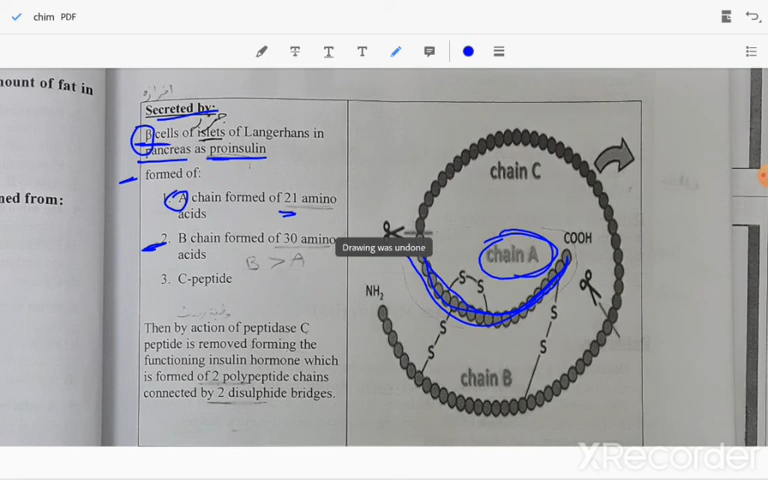 chim PDF
mount of fat in
افرازه
Secreted by:
β cells of islets of Langerhans in
pancreas as proinsulin
formed of:
1. A chain formed of 21 amino
acids
2. B chain formed of 30 amino
acids
B > A
3. C-peptide
Then by action of peptidase C
peptide is removed forming the
functioning insulin hormone which
is formed of 2 polypeptide chains
connected by 2 disulphide bridges.
ned from:
chain C
Drawing was undone
chain A
COOH
NH2
S
S
S
S
S
S
chain B
XRecorder